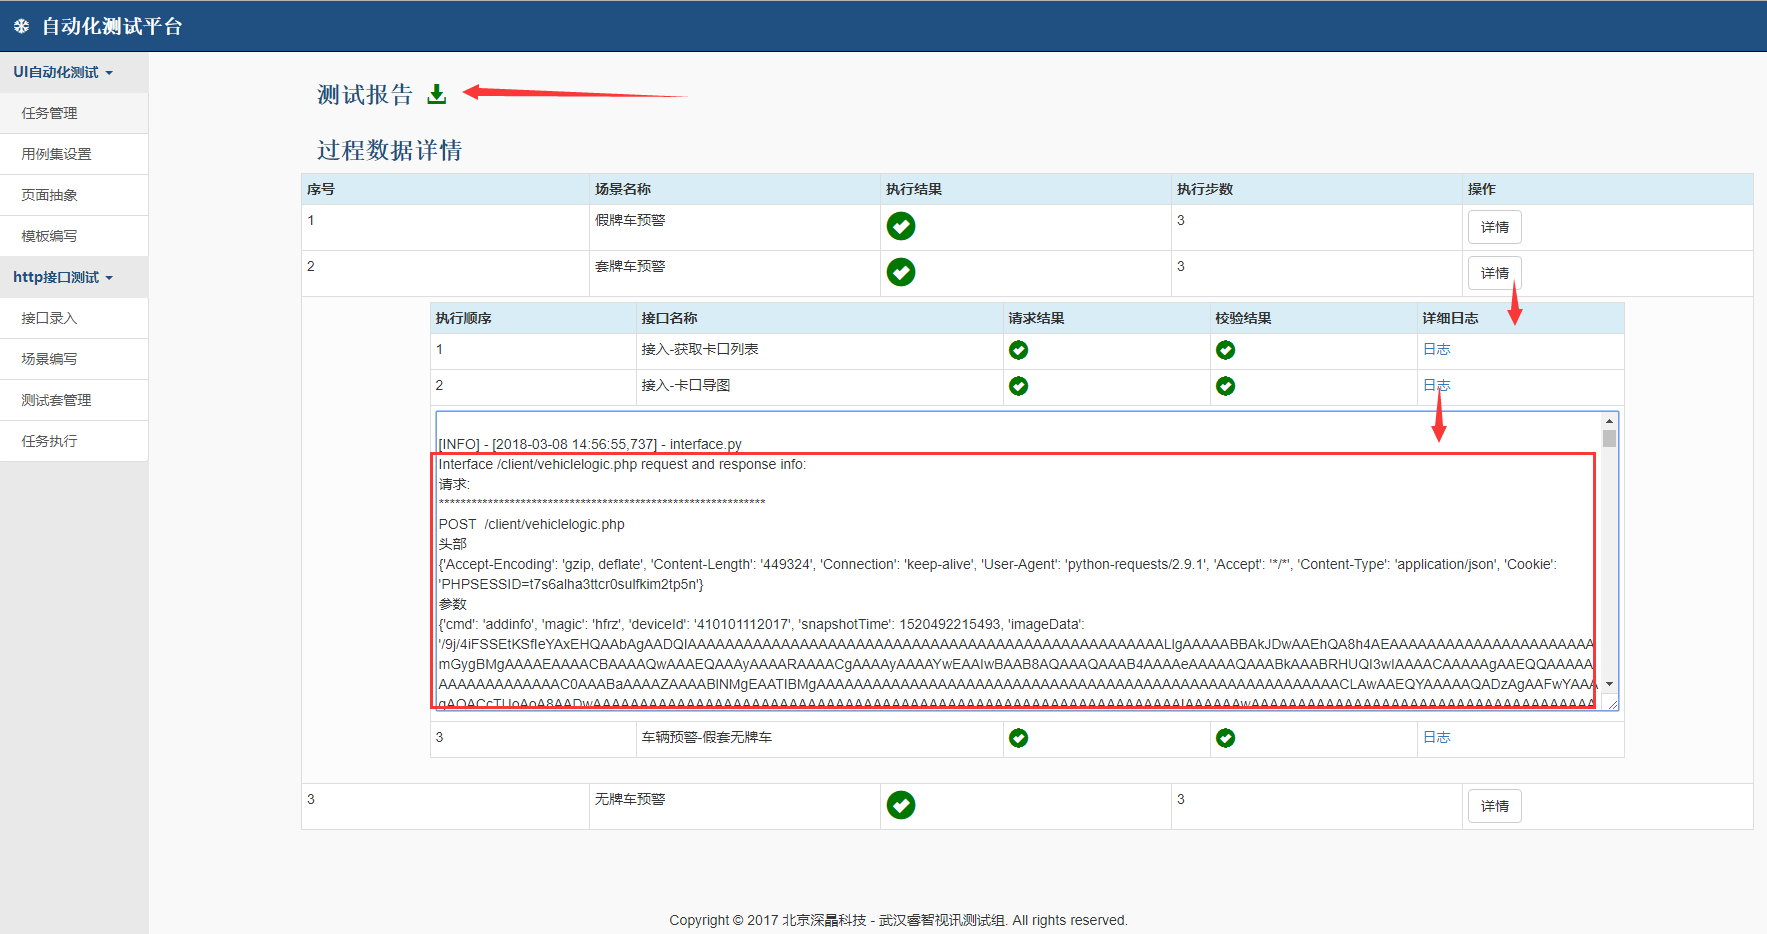 自动化测试平台
UI自动化测试
任务管理
用例集设置
页面抽象
模板编写
http接口测试
接口录入
场景编写
测试套管理
任务执行
测试报告
过程数据详情
序号 场景名称 执行结果 执行步数 操作
1 假牌车预警 3 详情
2 套牌车预警 3 详情
执行顺序 接口名称 请求结果 校验结果 详细日志
1 接入-获取卡口列表 日志
2 接入-卡口导图 日志
[INFO] - [2018-03-08 14:56:55,737] - interface.py
Interface /client/vehiclelogic.php request and response info:
请求:
POST /client/vehiclelogic.php
头部
{'Accept-Encoding': 'gzip, deflate', 'Content-Length': '449324', 'Connection': 'keep-alive', 'User-Agent': 'python-requests/2.9.1', 'Accept': '*/*', 'Content-Type': 'application/json', 'Cookie':
'PHPSESSID=t7s6alha3ttcr0sulfkim2tp5n'}
参数
{'cmd': 'addinfo', 'magic': 'hfrz', 'deviceId': '410101112017', 'snapshotTime': 1520492215493, 'imageData':
3 车辆预警-假套无牌车 日志
3 无牌车预警 3 详情
Copyright © 2017 北京深晶科技 - 武汉睿智视讯测试组. All rights reserved.